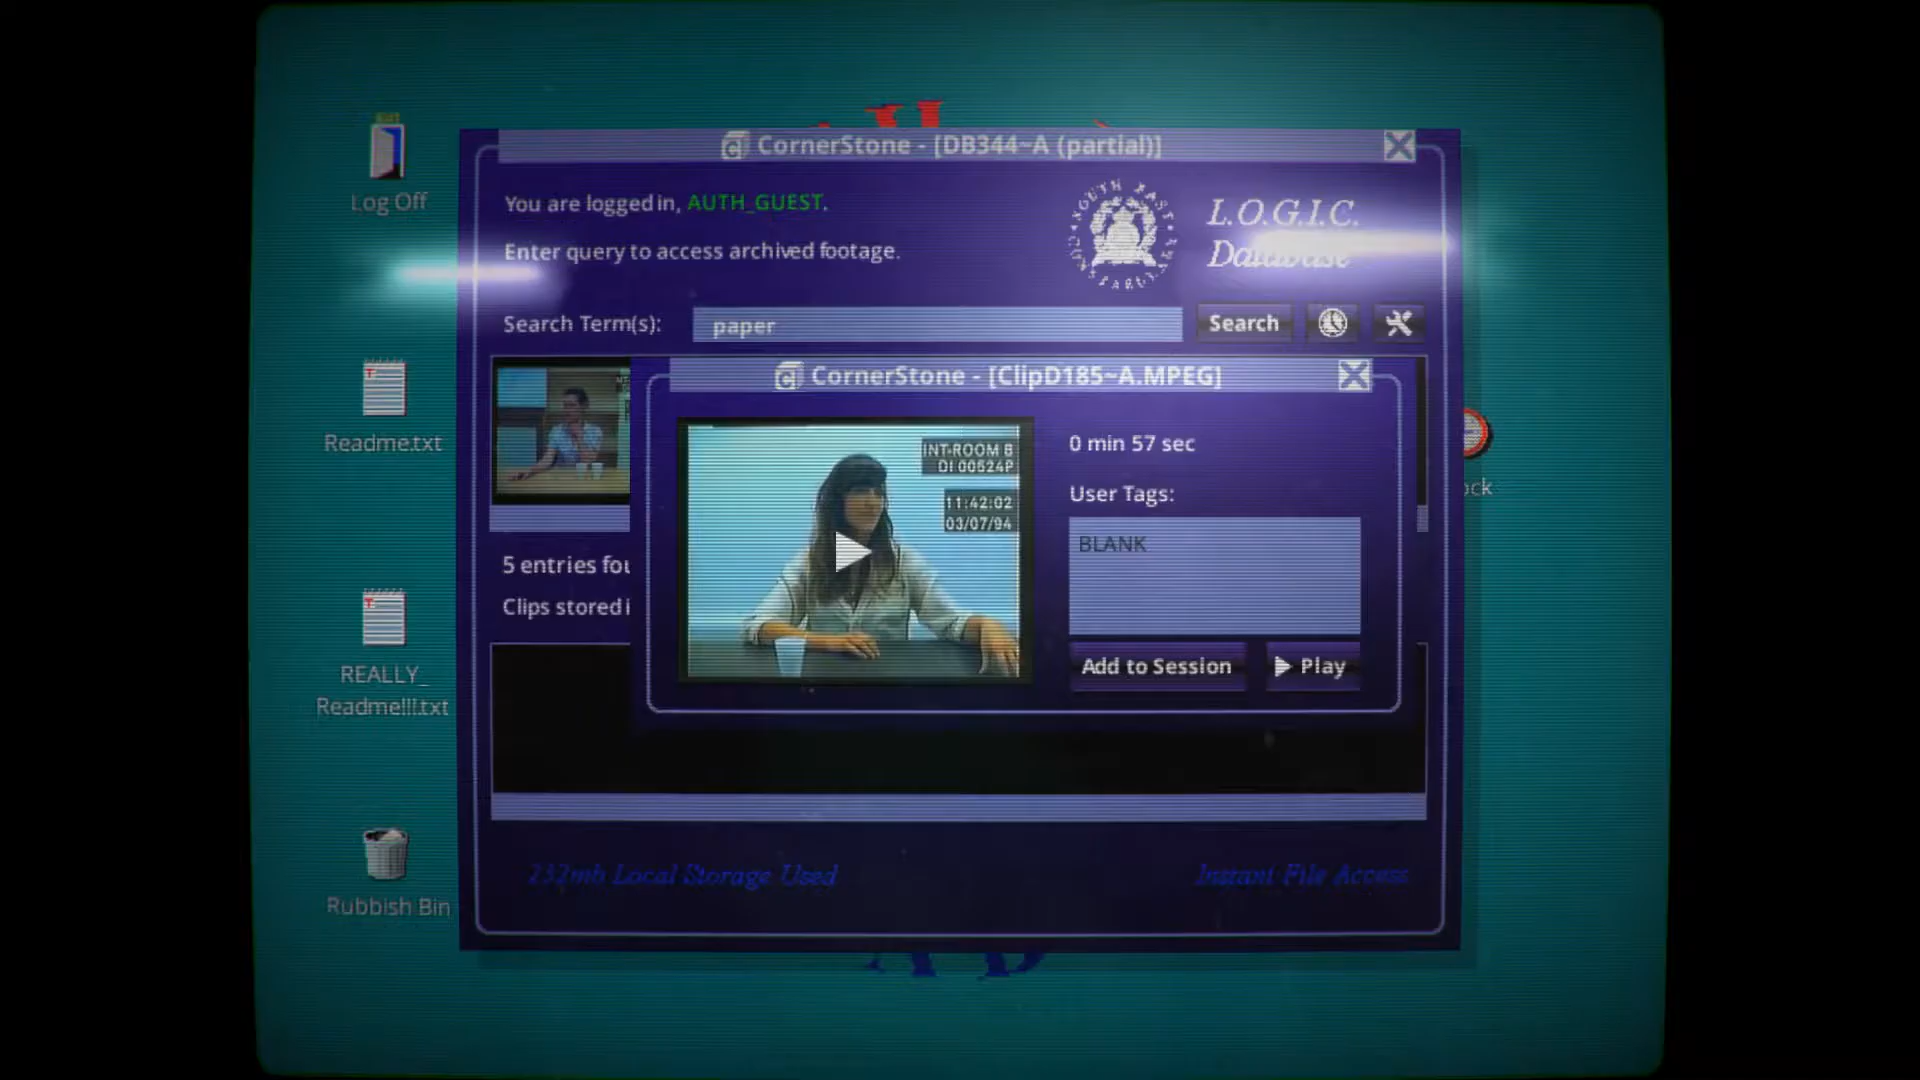 CornerStone - [DB344~A (partial)]
Log Off
You are logged in, AUTH_GUEST.
L.O.G.I.C.
Database
Enter query to access archived footage.
Search Term(s):
paper
Search
CornerStone - [ClipD185~A.MPEG]
INT-ROOM B
DI 00524P
11:42:02
03/07/94
0 min 57 sec
User Tags:
BLANK
Add to Session
Play
Readme.txt
5 entries fou
Clips stored i
REALLY_
Readme!!!.txt
232mb Local Storage Used
Instant File Access
Rubbish Bin